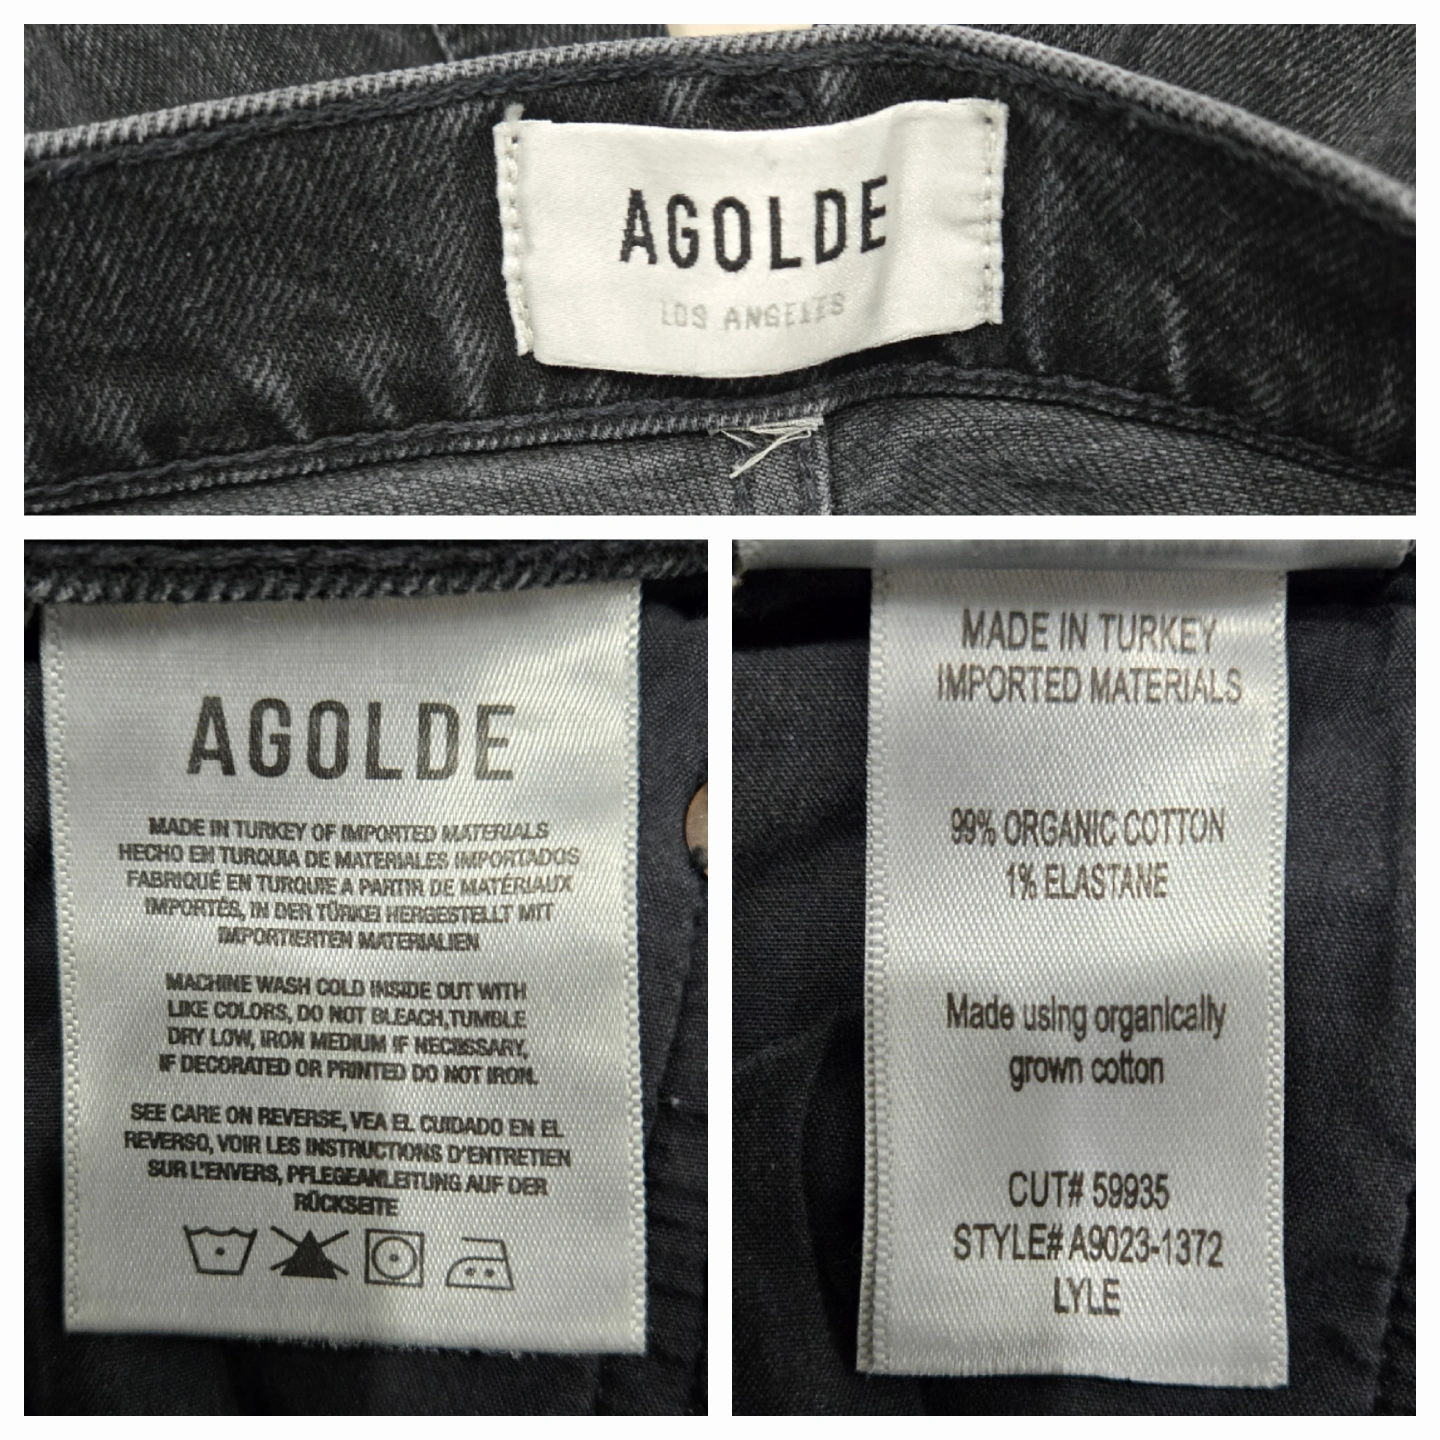 AGOLDE
LOS ANGELES
AGOLDE
MADE IN TURKEY OF IMPORTED MATERIALS
HECHO EN TURQUIA DE MATERIALES IMPORTADOS
FABRIQUÉ EN TURQUIE A PARTIR DE MATÉRIAUX
IMPORTÉS, IN DER TÜRKEI HERGESTELLT MIT
IMPORTIERTEN MATERIALIEN
MACHINE WASH COLD INSIDE OUT WITH
LIKE COLORS, DO NOT BLEACH,TUMBLE
DRY LOW, IRON MEDIUM IF NECESSARY,
IF DECORATED OR PRINTED DO NOT IRON.
SEE CARE ON REVERSE, VEA EL CUIDADO EN EL
REVERSO, VOIR LES INSTRUCTIONS D'ENTRETIEN
SUR L'ENVERS, PFLEGEANLEITUNG AUF DER
RÜCKSEITE
MADE IN TURKEY
IMPORTED MATERIALS
99% ORGANIC COTTON
1% ELASTANE
Made using organically
grown cotton
CUT# 59935
STYLE# A9023-1372
LYLE